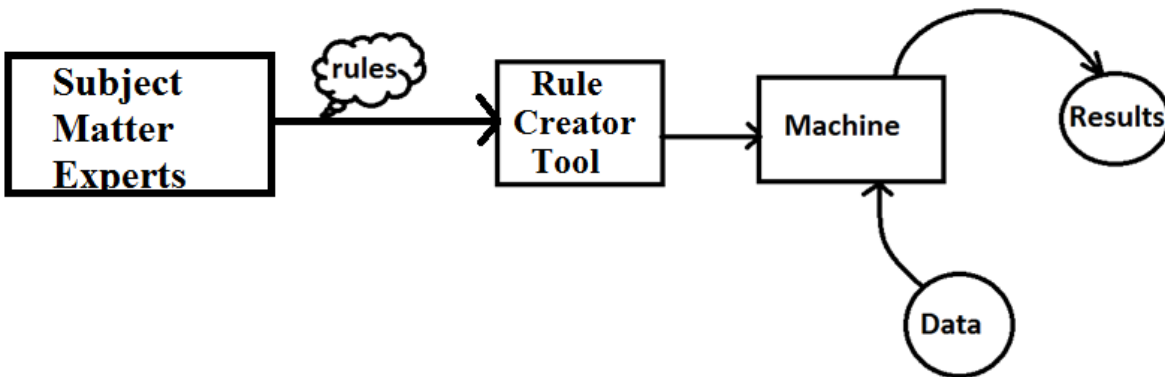 Subject
Matter
Experts
rules
Rule
Creator
Tool
Machine
Results
Data